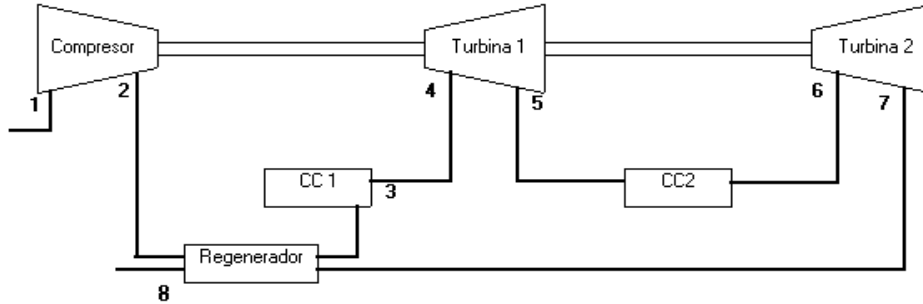 Compresor
Turbina 1
Turbina 2
1
2
4
5
6
7
CC 1
3
CC2
Regenerador
8